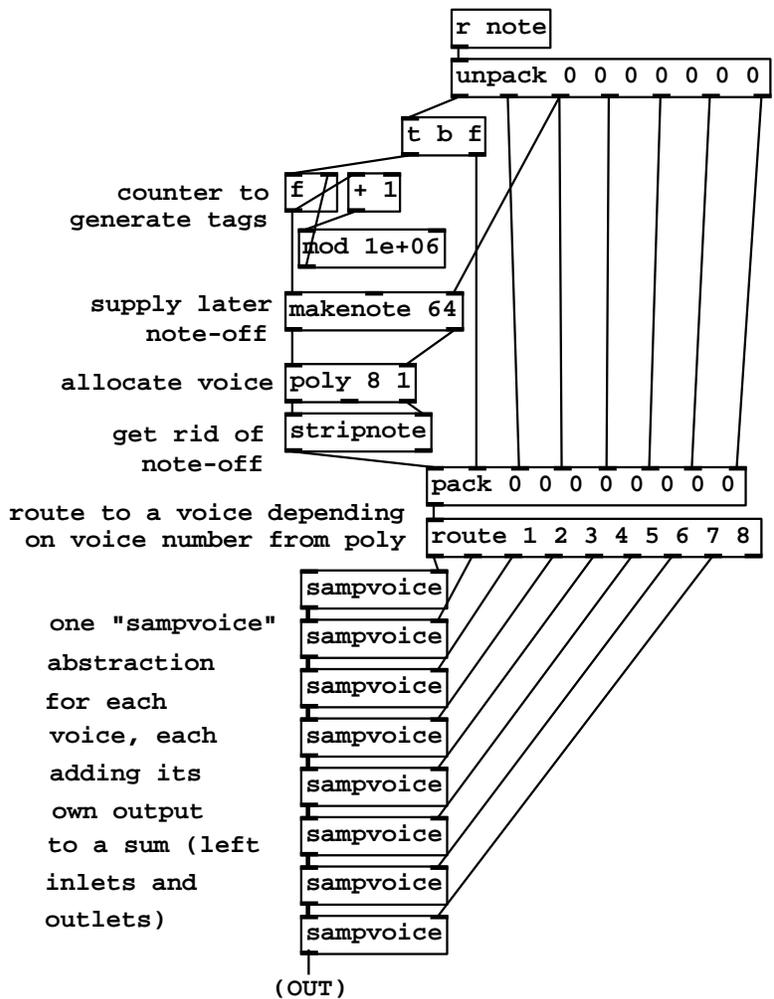 r note
unpack 0 0 0 0 0 0 0
t b f
counter to
generate tags
f
+ 1
mod 1e+06
supply later
note-off
makenote 64
allocate voice
poly 8 1
get rid of
note-off
stripnote
pack 0 0 0 0 0 0 0 0
route to a voice depending
on voice number from poly
route 1 2 3 4 5 6 7 8
sampvoice
one "sampvoice"
sampvoice
abstraction
sampvoice
for each
voice, each
sampvoice
adding its
sampvoice
own output
sampvoice
to a sum (left
inlets and
sampvoice
outlets)
sampvoice
(OUT)